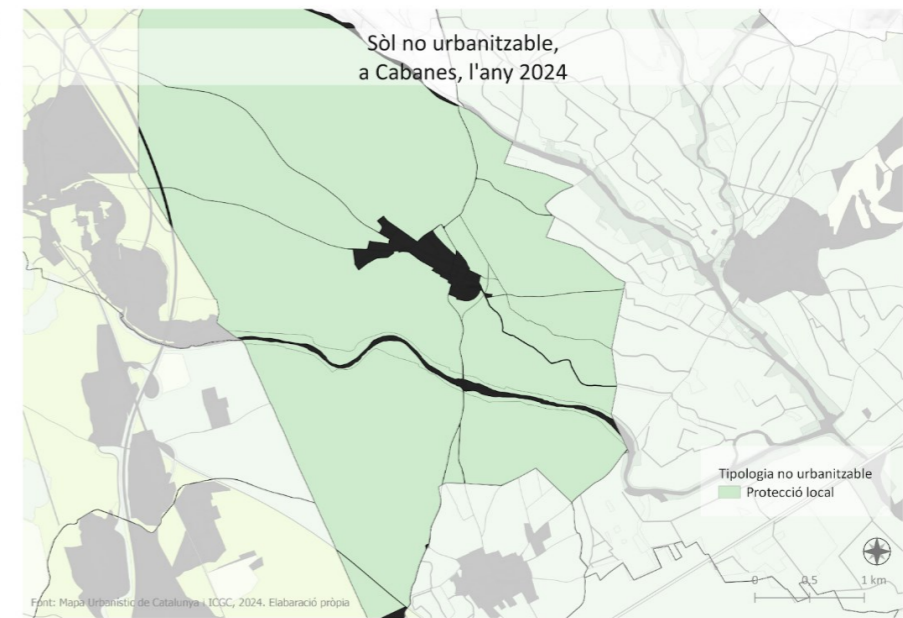 Sòl no urbanitzable,
a Cabanes, l'any 2024
Tipologia no urbanitzable
Protecció local
0 0,5 1 km
Font: Mapa Urbanístic de Catalunya i ICGC, 2024. Elabaració pròpia